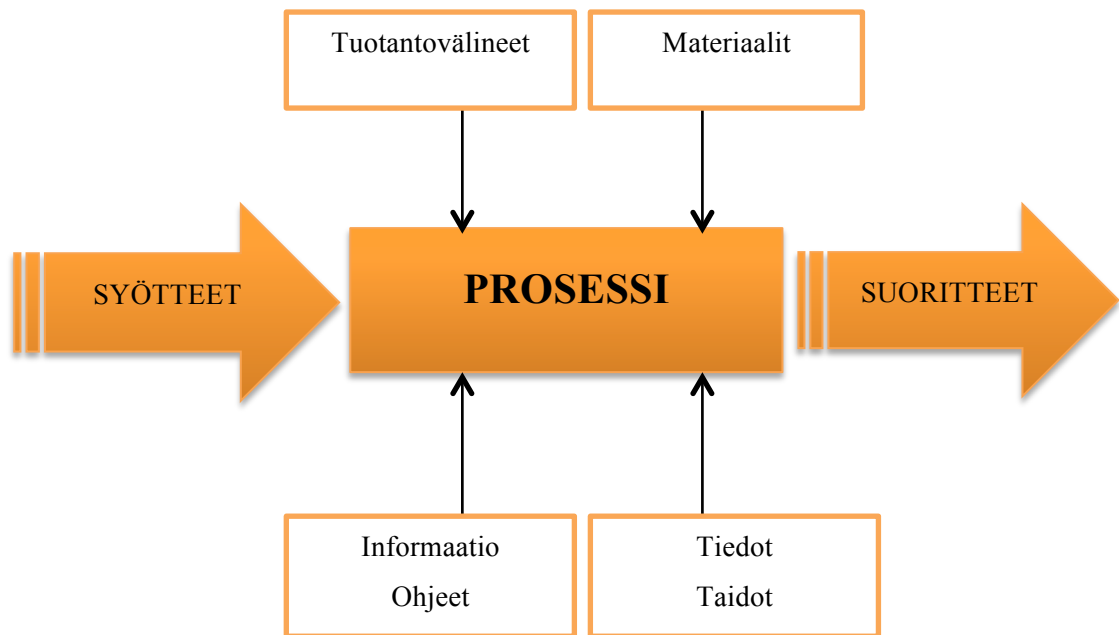 Tuotantovälineet
Materiaalit
SYÖTTEET
PROSESSI
SUORITTEET
Informaatio
Ohjeet
Tiedot
Taidot